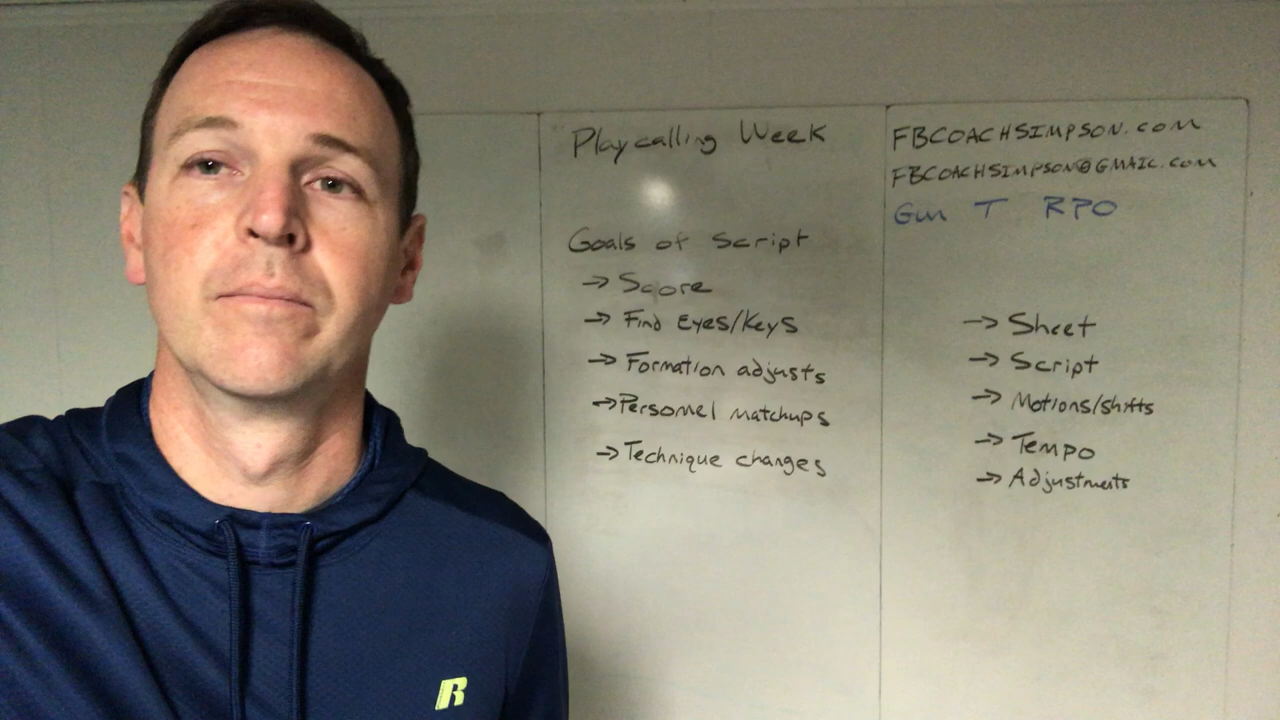 Playcalling Week
Goals of Script
→ Score
→ Find Eyes/Keys
→ Formation adjusts
→ Personnel matchups
→ Technique changes
FBCOACHSIMPSON.COM
FBCOACHSIMPSON@GMAIL.COM
Gun T RPO
→ Sheet
→ Script
→ Motions/shifts
→ Tempo
→ Adjustments
R